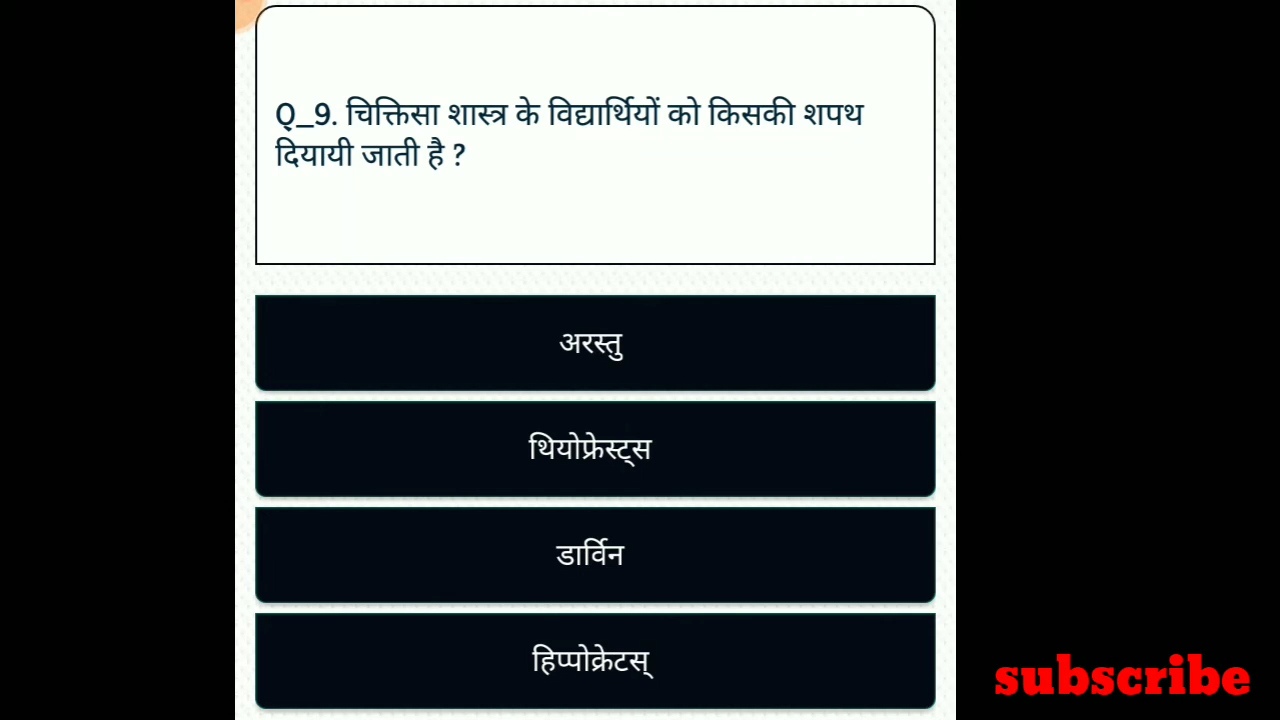 Q_9. चिक्तिसा शास्त्र के विद्यार्थियों को किसकी शपथ
दियायी जाती है ?
अरस्तु
थियोफ्रेस्ट्स
डार्विन
हिप्पोक्रेटस्
subscribe